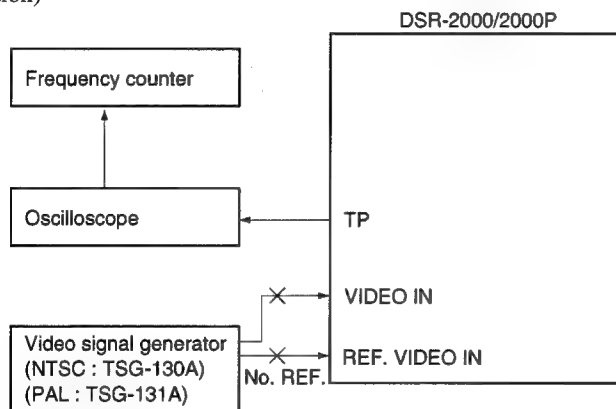 DSR-2000/2000P
Frequency counter
Oscilloscope
TP
VIDEO IN
Video signal generator
(NTSC : TSG-130A)
(PAL : TSG-131A)
No. REF.
REF. VIDEO IN